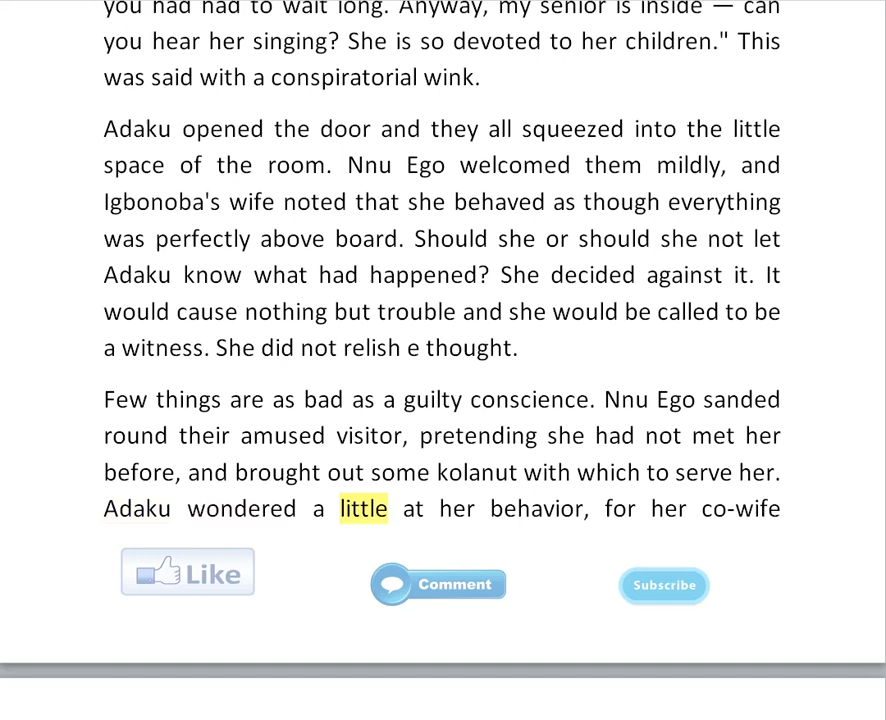 you had had to wait long. Anyway, my senior is inside — can
you hear her singing? She is so devoted to her children." This
was said with a conspiratorial wink.
Adaku opened the door and they all squeezed into the little
space of the room. Nnu Ego welcomed them mildly, and
Igbonoba's wife noted that she behaved as though everything
was perfectly above board. Should she or should she not let
Adaku know what had happened? She decided against it. It
would cause nothing but trouble and she would be called to be
a witness. She did not relish e thought.
Few things are as bad as a guilty conscience. Nnu Ego sanded
round their amused visitor, pretending she had not met her
before, and brought out some kolanut with which to serve her.
Adaku wondered a little at her behavior, for her co-wife
Like
Comment
Subscribe